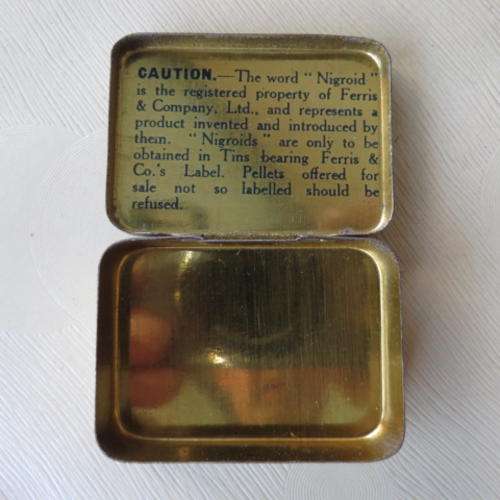 CAUTION.—The word "Nigroid"
is the registered property of Ferris
& Company, Ltd., and represents a
product invented and introduced by
them. "Nigroids" are only to be
obtained in Tins bearing Ferris &
Co.'s Label. Pellets offered for
sale not so labelled should be
refused.